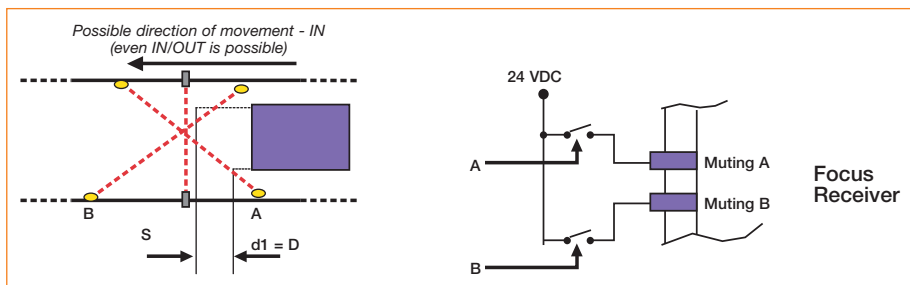 Possible direction of movement - IN
(even IN/OUT is possible)
B
A
S
d1 = D
24 VDC
A
Muting A
Muting B
B
Focus
Receiver